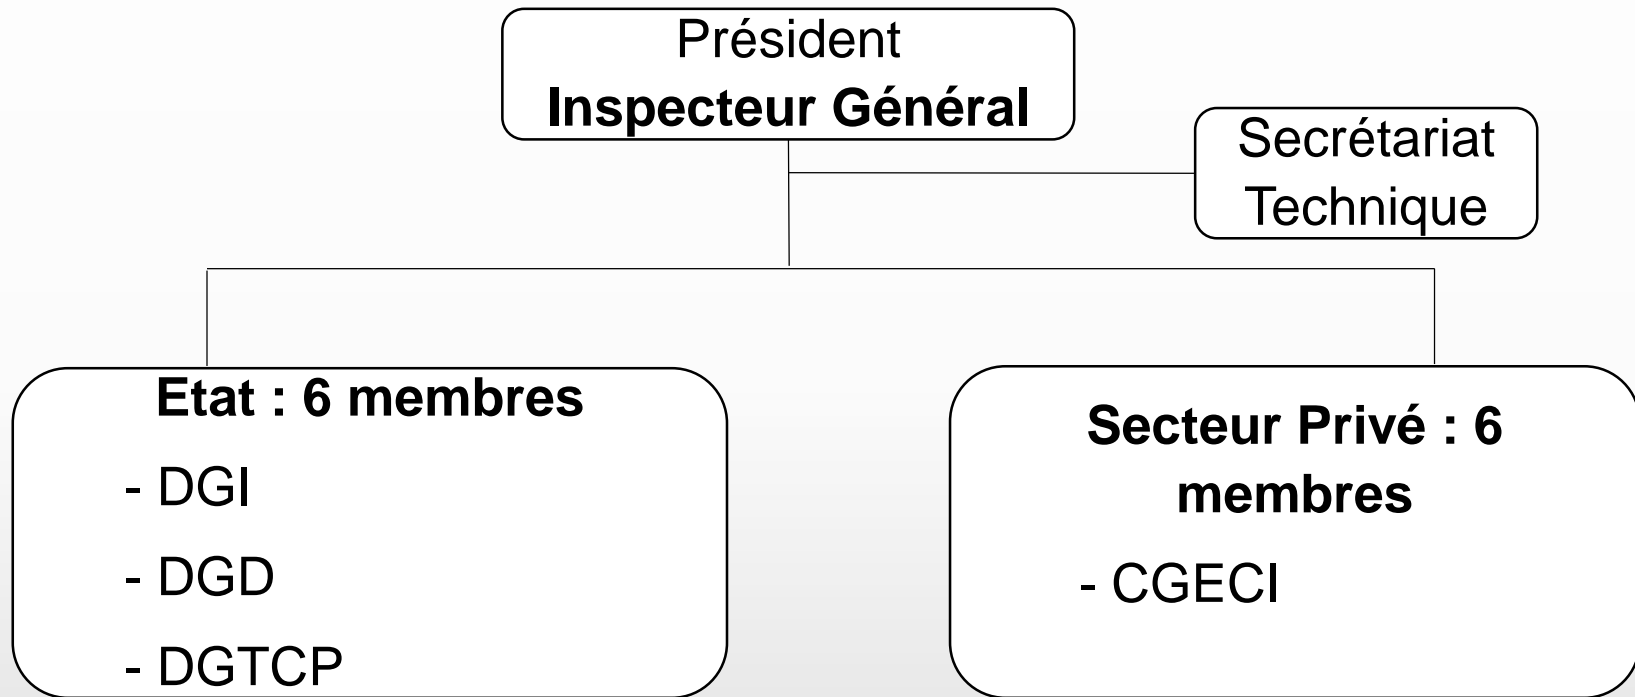 Président
Inspecteur Général
Secrétariat
Technique
Etat : 6 membres
- DGI
- DGD
- DGTCP
Secteur Privé : 6
membres
- CGECI